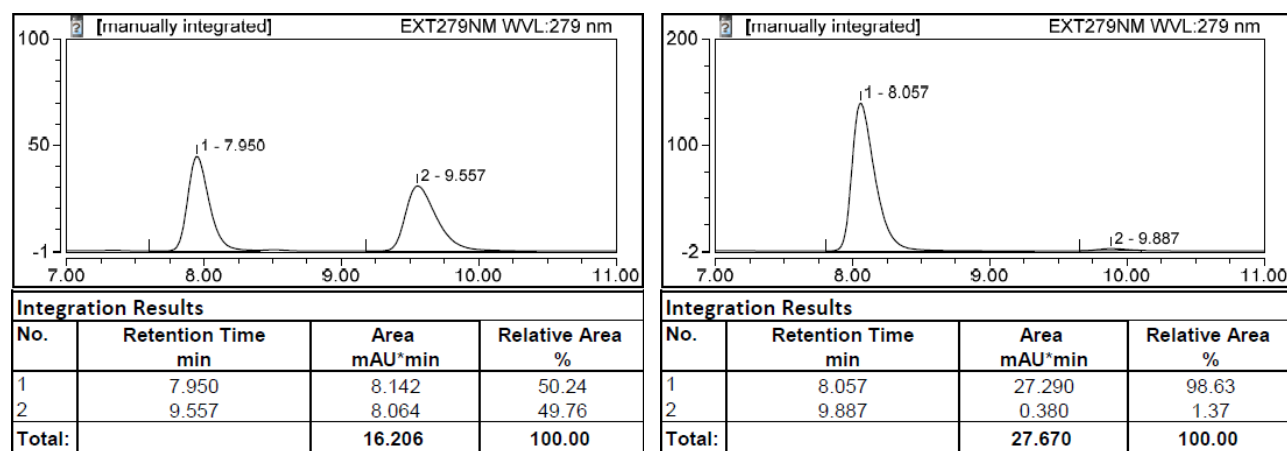 [manually integrated] EXT279NM WVL:279 nm
100
50
-1
1 - 7.950
2 - 9.557
7.00 8.00 9.00 10.00 11.00
Integration Results
No. Retention Time Area Relative Area
min mAU*min %
1 7.950 8.142 50.24
2 9.557 8.064 49.76
Total: 16.206 100.00
[manually integrated] EXT279NM WVL:279 nm
200
100
-2
1 - 8.057
2 - 9.887
7.00 8.00 9.00 10.00 11.00
Integration Results
No. Retention Time Area Relative Area
min mAU*min %
1 8.057 27.290 98.63
2 9.887 0.380 1.37
Total: 27.670 100.00